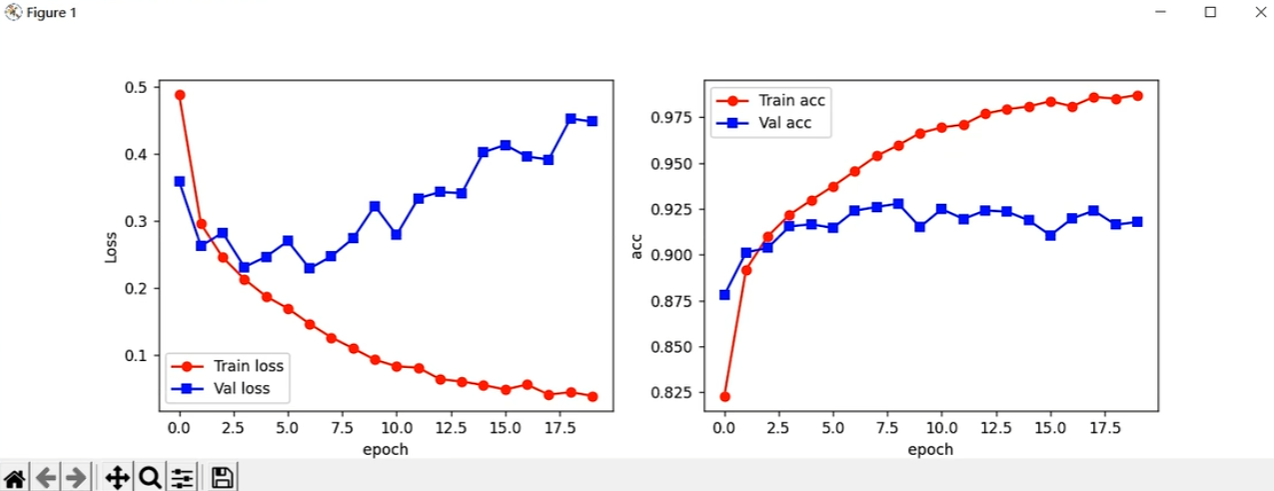 Figure 1
0.5
0.4
0.3
0.2
0.1
Loss
Train loss
Val loss
0.0 2.5 5.0 7.5 10.0 12.5 15.0 17.5
epoch
Train acc
Val acc
0.975
0.950
0.925
0.900
0.875
0.850
0.825
acc
0.0 2.5 5.0 7.5 10.0 12.5 15.0 17.5
epoch